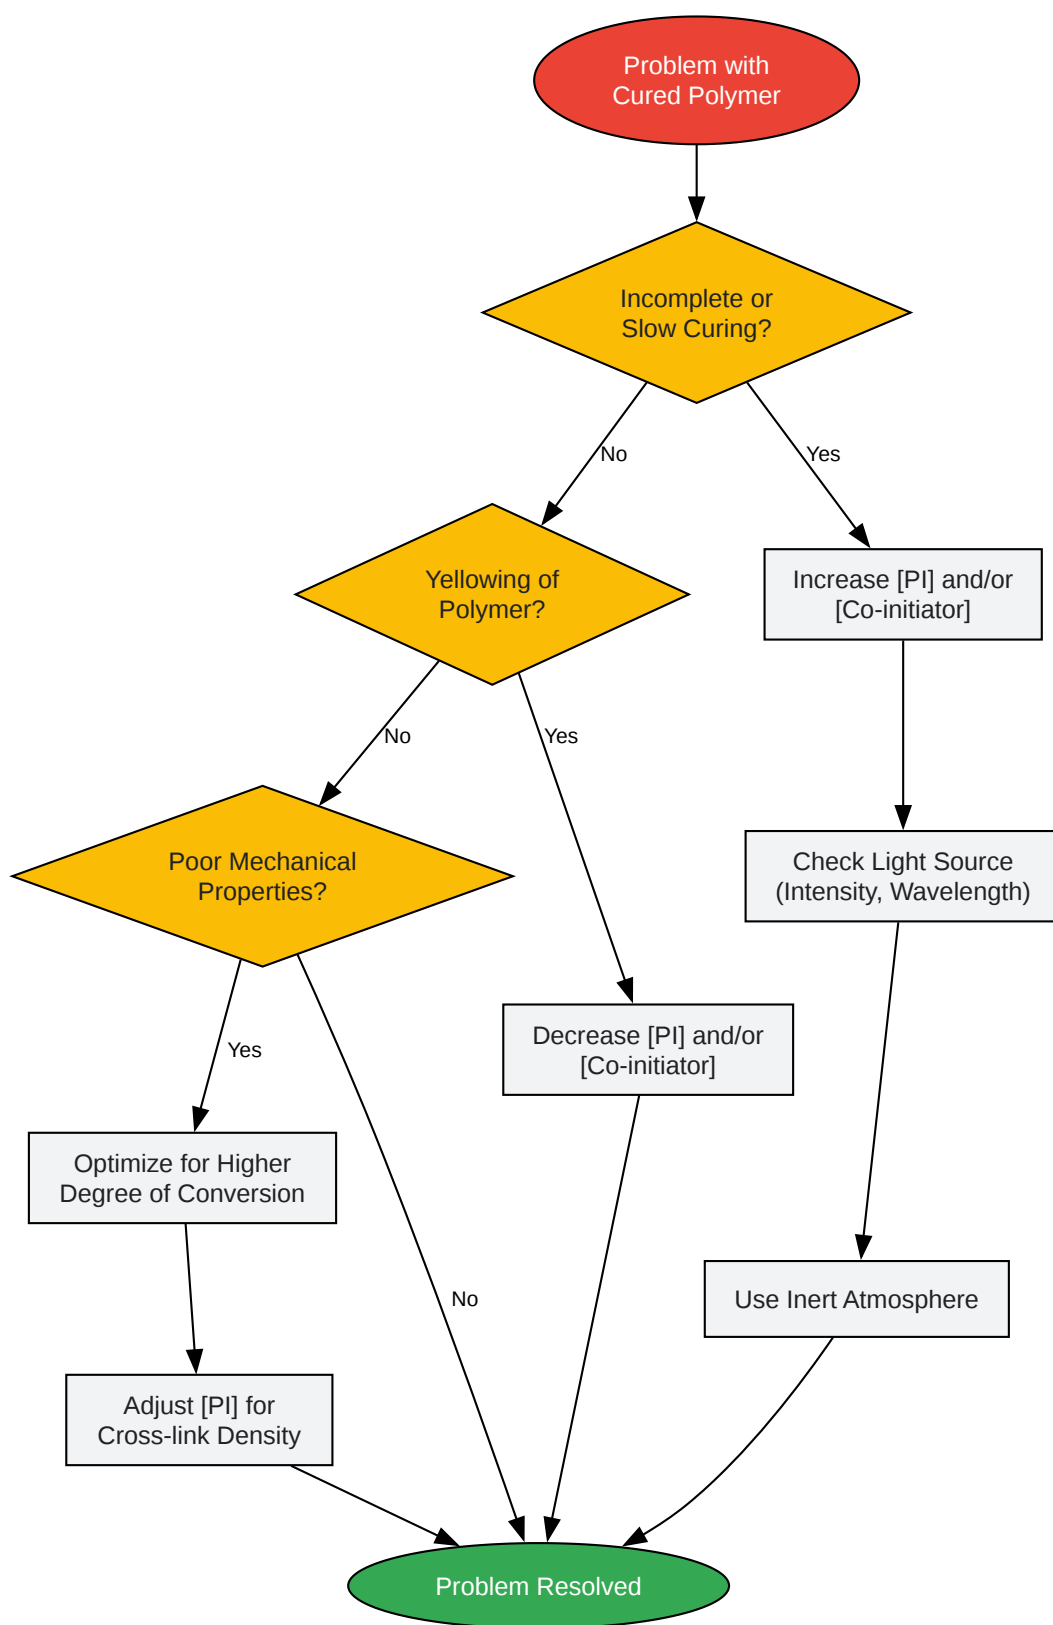 Problem with
Cured Polymer
Incomplete or
Slow Curing?
No
Yes
Yellowing of
Polymer?
Increase [PI] and/or
[Co-initiator]
No
Yes
Poor Mechanical
Properties?
Check Light Source
(Intensity, Wavelength)
Yes
Decrease [PI] and/or
[Co-initiator]
Optimize for Higher
Degree of Conversion
No
Use Inert Atmosphere
Adjust [PI] for
Cross-link Density
Problem Resolved